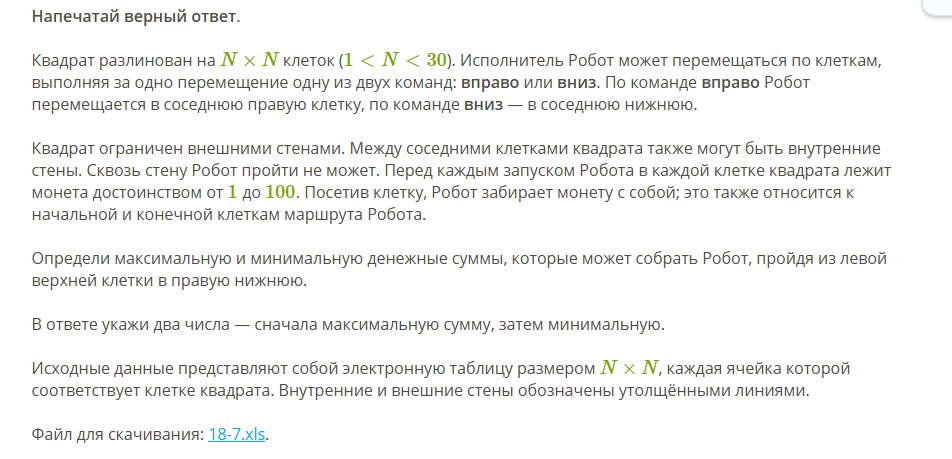 Напечатай верный ответ.
Квадрат разлинован на N × N клеток (1 < N < 30). Исполнитель Робот может перемещаться по клеткам,
выполняя за одно перемещение одну из двух команд: вправо или вниз. По команде вправо Робот
перемещается в соседнюю правую клетку, по команде вниз — в соседнюю нижнюю.
Квадрат ограничен внешними стенами. Между соседними клетками квадрата также могут быть внутренние
стены. Сквозь стену Робот пройти не может. Перед каждым запуском Робота в каждой клетке квадрата лежит
монета достоинством от 1 до 100. Посетив клетку, Робот забирает монету с собой; это также относится к
начальной и конечной клеткам маршрута Робота.
Определи максимальную и минимальную денежные суммы, которые может собрать Робот, пройдя из левой
верхней клетки в правую нижнюю.
В ответе укажи два числа — сначала максимальную сумму, затем минимальную.
Исходные данные представляют собой электронную таблицу размером N × N, каждая ячейка которой
соответствует клетке квадрата. Внутренние и внешние стены обозначены утолщёнными линиями.
Файл для скачивания: 18-7.xls.